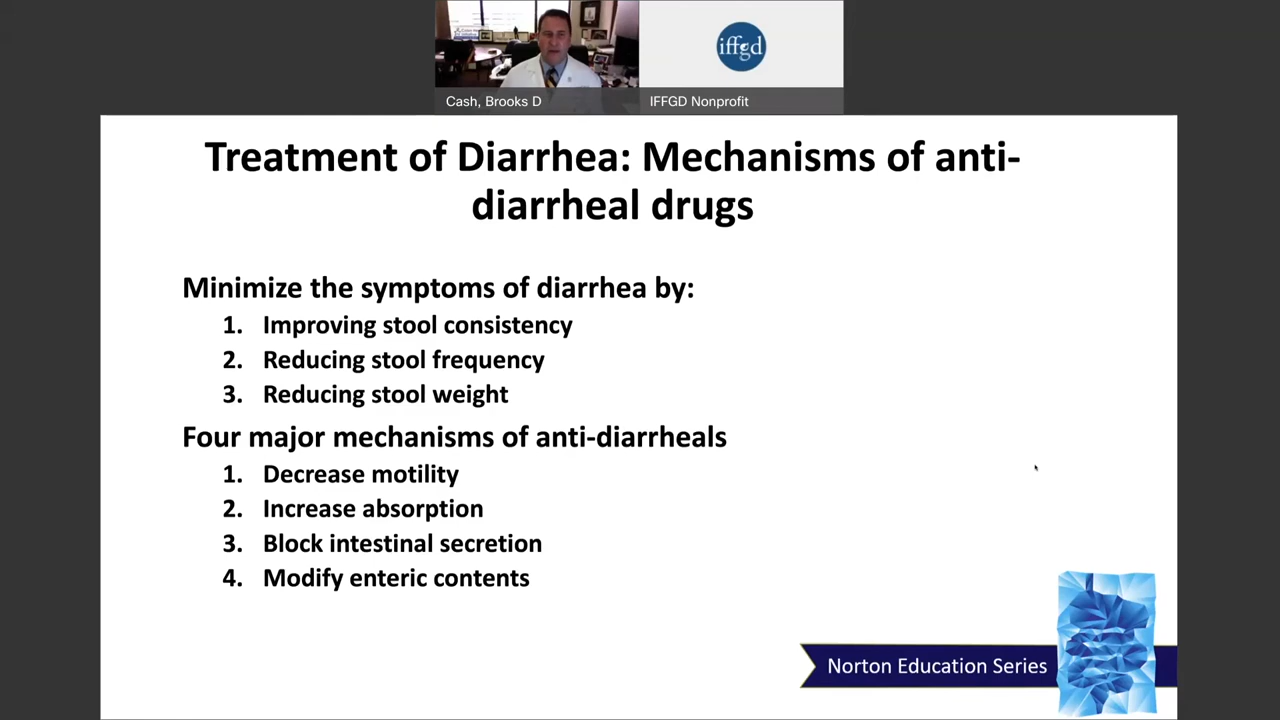 Cash, Brooks D
iffgd
IFFGD Nonprofit
Treatment of Diarrhea: Mechanisms of anti-
diarrheal drugs
Minimize the symptoms of diarrhea by:
1. Improving stool consistency
2. Reducing stool frequency
3. Reducing stool weight
Four major mechanisms of anti-diarrheals
1. Decrease motility
2. Increase absorption
3. Block intestinal secretion
4. Modify enteric contents
Norton Education Series